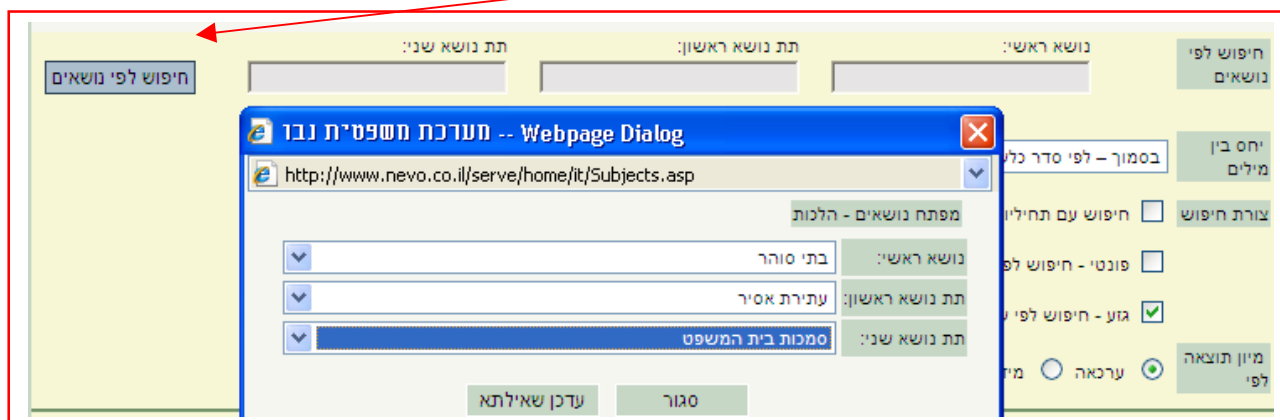 חיפוש לפי נושאים
נושא ראשי:
תת נושא ראשון:
תת נושא שני:
חיפוש לפי נושאים
מערכת משפטית נבו -- Webpage Dialog
http://www.nevo.co.il/serve/home/it/Subjects.asp
מפתח נושאים - הלכות
נושא ראשי: בתי סוהר
תת נושא ראשון: עתירת אסיר
תת נושא שני: סמכות בית המשפט
סגור
עדכן שאילתא
יחס בין מילים
בסמוך – לפי סדר
צורת חיפוש
חיפוש עם
פונטי - חיפוש
גזע - חיפוש לפי
מיון תוצאה לפי
ערכאה